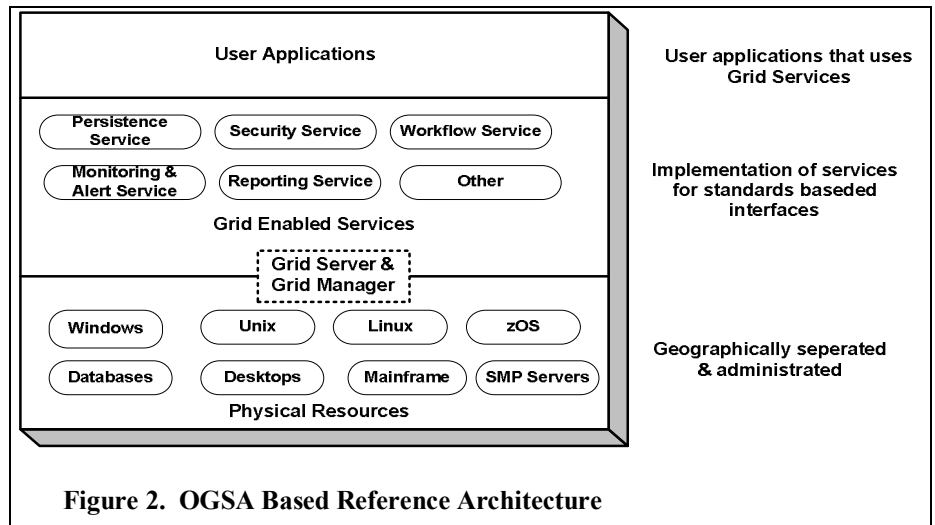 User Applications
User applications that uses
Grid Services
Persistence
Service
Security Service
Workflow Service
Monitoring &
Alert Service
Reporting Service
Other
Grid Enabled Services
Implementation of services
for standards baseded
interfaces
Grid Server &
Grid Manager
Windows
Unix
Linux
zOS
Databases
Desktops
Mainframe
SMP Servers
Physical Resources
Geographically seperated
& administrated
Figure 2. OGSA Based Reference Architecture